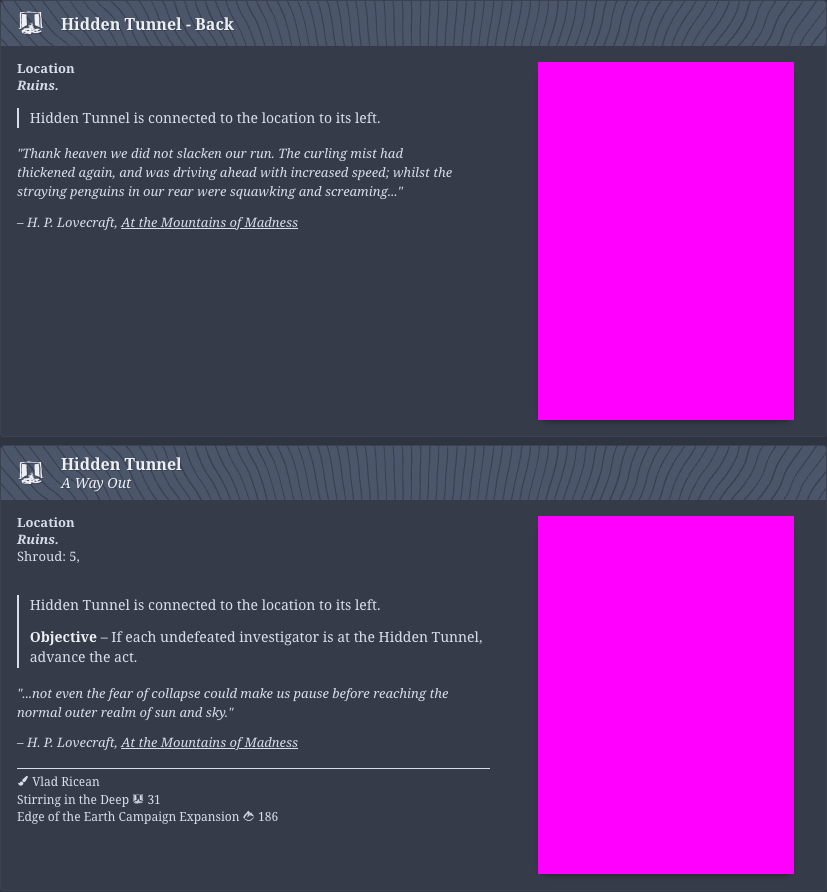 Hidden Tunnel - Back
Location
Ruins.
Hidden Tunnel is connected to the location to its left.
"Thank heaven we did not slacken our run. The curling mist had
thickened again, and was driving ahead with increased speed; whilst the
straying penguins in our rear were squawking and screaming..."
– H. P. Lovecraft, At the Mountains of Madness
Hidden Tunnel
A Way Out
Location
Ruins.
Shroud: 5,
Hidden Tunnel is connected to the location to its left.
Objective – If each undefeated investigator is at the Hidden Tunnel,
advance the act.
"...not even the fear of collapse could make us pause before reaching the
normal outer realm of sun and sky."
– H. P. Lovecraft, At the Mountains of Madness
Vlad Ricean
Stirring in the Deep 31
Edge of the Earth Campaign Expansion 186